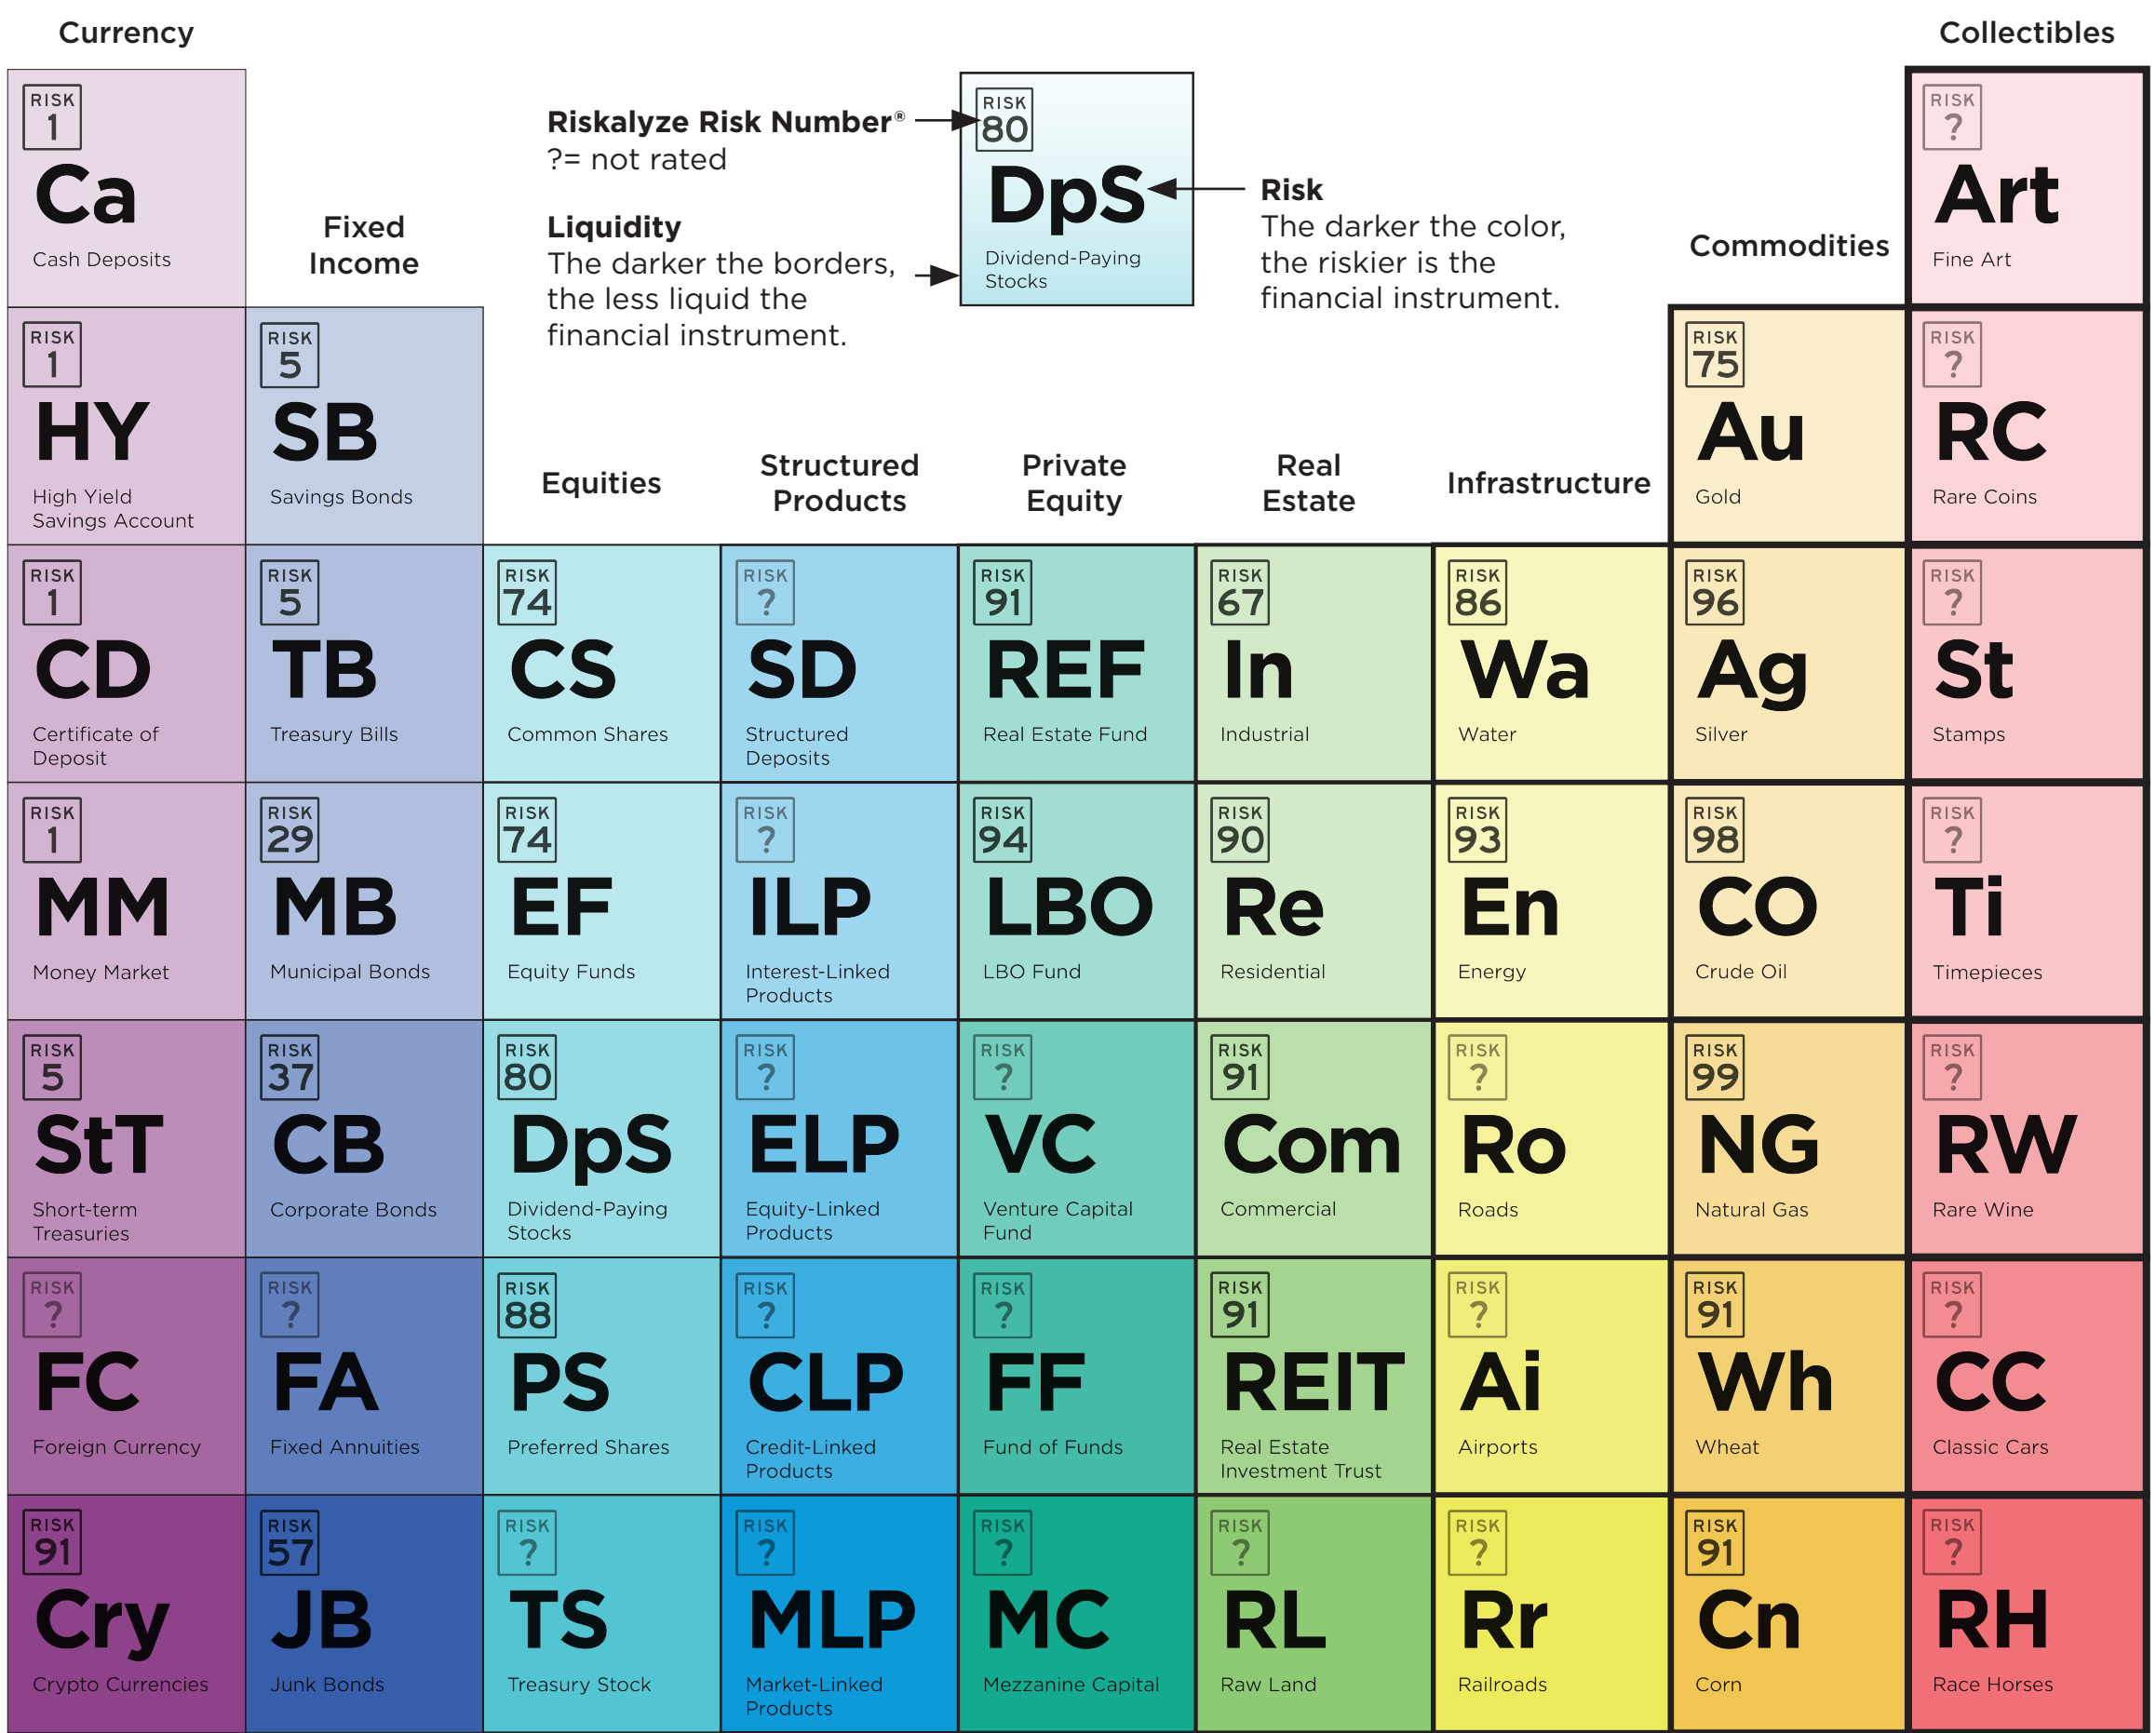 Currency
Collectibles
RISK
1
Ca
Cash Deposits
Fixed
Income
Riskalyze Risk Number®
?= not rated
Liquidity
The darker the borders,
the less liquid the
financial instrument.
RISK
80
DpS
Dividend-Paying
Stocks
Risk
The darker the color,
the riskier is the
financial instrument.
Commodities
RISK
?
Art
Fine Art
RISK
1
HY
High Yield
Savings Account
RISK
5
SB
Savings Bonds
Equities
Structured
Products
Private
Equity
Real
Estate
Infrastructure
RISK
75
Au
Gold
RISK
?
RC
Rare Coins
RISK
1
CD
Certificate of
Deposit
RISK
5
TB
Treasury Bills
RISK
74
CS
Common Shares
RISK
?
SD
Structured
Deposits
RISK
91
REF
Real Estate Fund
RISK
67
In
Industrial
RISK
86
Wa
Water
RISK
96
Ag
Silver
RISK
?
St
Stamps
RISK
1
MM
Money Market
RISK
29
MB
Municipal Bonds
RISK
74
EF
Equity Funds
RISK
?
ILP
Interest-Linked
Products
RISK
94
LBO
LBO Fund
RISK
90
Re
Residential
RISK
93
En
Energy
RISK
98
CO
Crude Oil
RISK
?
Ti
Timepieces
RISK
5
StT
Short-term
Treasuries
RISK
37
CB
Corporate Bonds
RISK
80
DpS
Dividend-Paying
Stocks
RISK
?
ELP
Equity-Linked
Products
RISK
?
VC
Venture Capital
Fund
RISK
91
Com
Commercial
RISK
?
Ro
Roads
RISK
99
NG
Natural Gas
RISK
?
RW
Rare Wine
RISK
?
FC
Foreign Currency
RISK
?
FA
Fixed Annuities
RISK
88
PS
Preferred Shares
RISK
?
CLP
Credit-Linked
Products
RISK
?
FF
Fund of Funds
RISK
91
REIT
Real Estate
Investment Trust
RISK
?
Ai
Airports
RISK
91
Wh
Wheat
RISK
?
CC
Classic Cars
RISK
91
Cry
Crypto Currencies
RISK
57
JB
Junk Bonds
RISK
?
TS
Treasury Stock
RISK
?
MLP
Market-Linked
Products
RISK
?
MC
Mezzanine Capital
RISK
?
RL
Raw Land
RISK
?
Rr
Railroads
RISK
91
Cn
Corn
RISK
?
RH
Race Horses